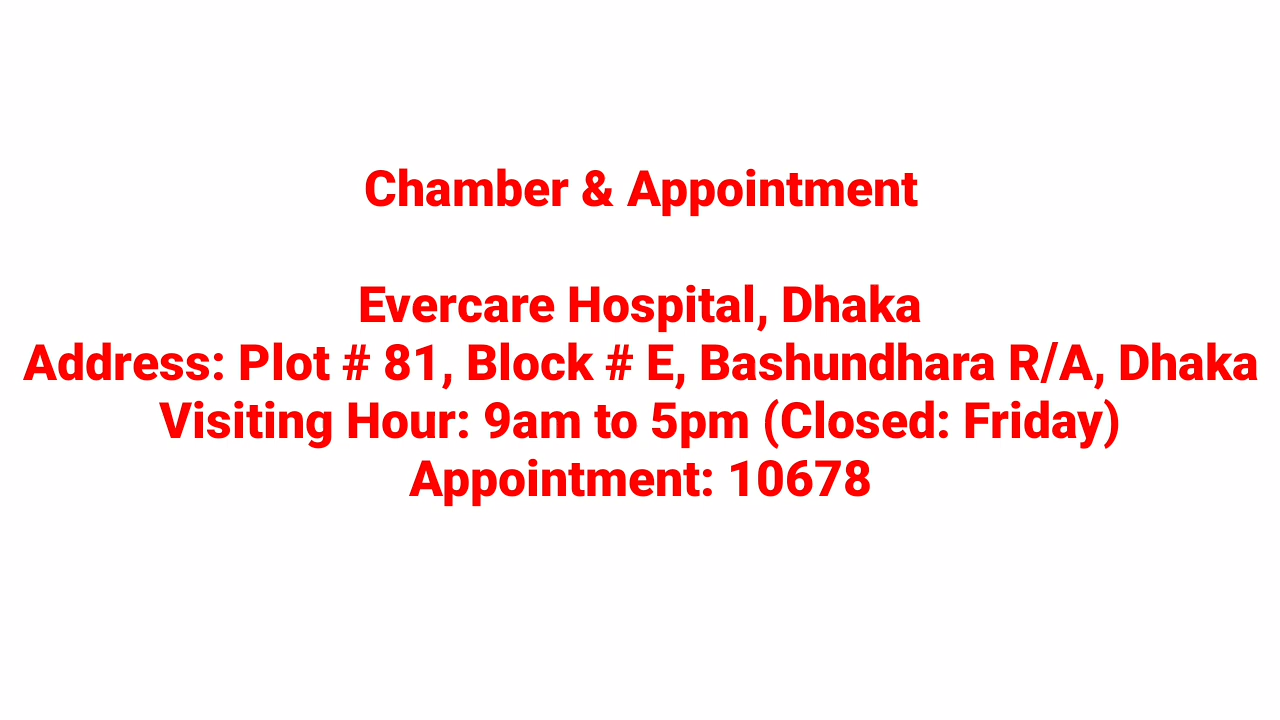 Chamber & Appointment
Evercare Hospital, Dhaka
Address: Plot # 81, Block # E, Bashundhara R/A, Dhaka
Visiting Hour: 9am to 5pm (Closed: Friday)
Appointment: 10678